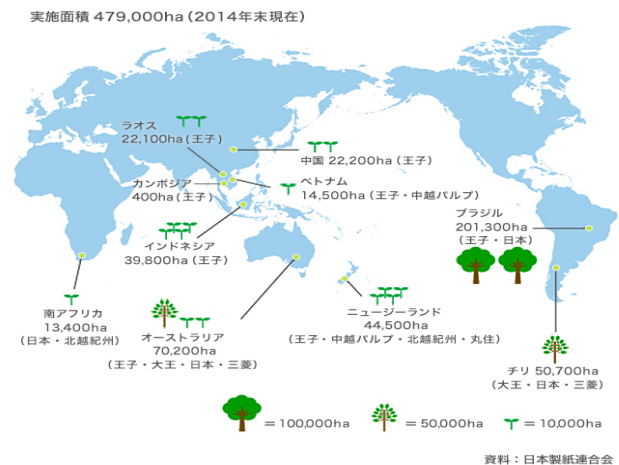 実施面積 479,000ha(2014年末現在)
ラオス
22,100ha(王子)
中国 22,200ha(王子)
カンボジア
400ha(王子)
ベトナム
14,500ha(王子・中越パルプ)
ブラジル
201,300ha
(王子・日本)
インドネシア
39,800ha(王子)
南アフリカ
13,400ha
(日本・北越紀州)
オーストラリア
70,200ha
(王子・大王・日本・三菱)
ニュージーランド
44,500ha
(王子・中越パルプ・北越紀州・丸住)
チリ 50,700ha
(大王・日本・三菱)
=100,000ha
=50,000ha
=10,000ha
資料:日本製紙連合会